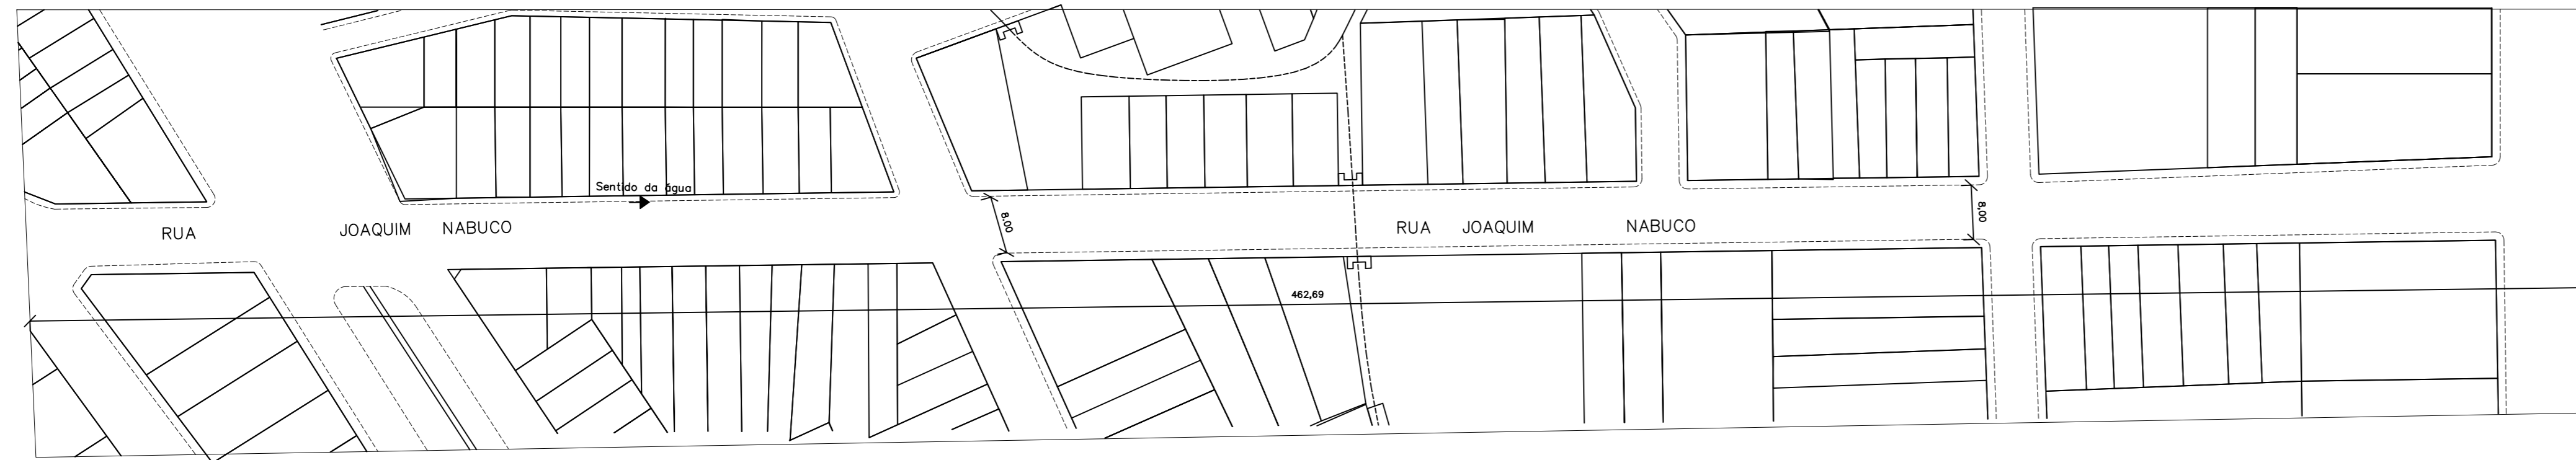 Sentido da água
RUA JOAQUIM NABUCO
8.00
RUA JOAQUIM NABUCO
8,00
462,69